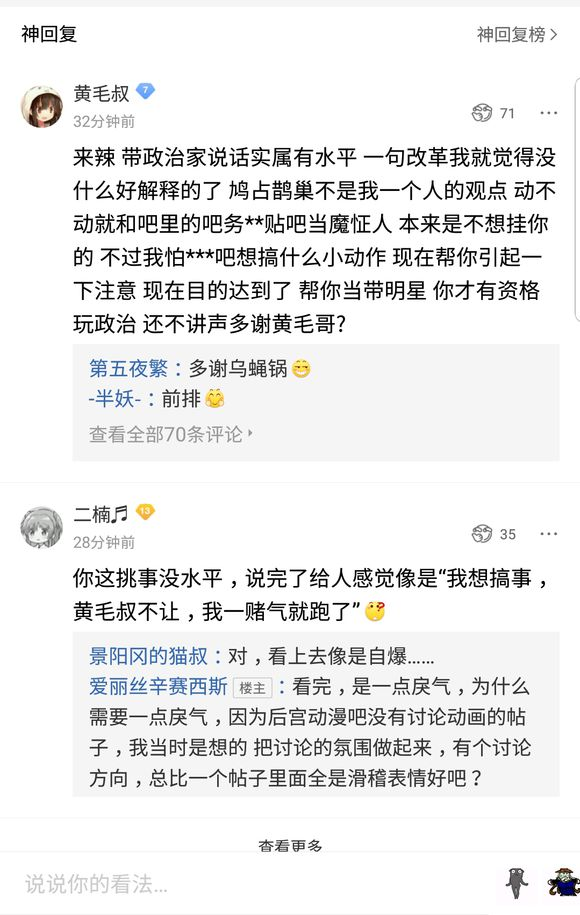 神回复
神回复榜
黄毛叔 7
32分钟前
71
来辣 带政治家说话实属有水平 一句改革我就觉得没
什么好解释的了 鸠占鹊巢不是我一个人的观点 动不
动就和吧里的吧务**贴吧当魔怔人 本来是不想挂你
的 不过我怕***吧想搞什么小动作 现在帮你引起一
下注意 现在目的达到了 帮你当带明星 你才有资格
玩政治 还不讲声多谢黄毛哥?
第五夜繁：多谢乌蝇锅
-半妖-：前排
查看全部70条评论
二楠♬ 13
28分钟前
35
你这挑事没水平，说完了给人感觉像是“我想搞事，
黄毛叔不让，我一赌气就跑了”
景阳冈的猫叔：对，看上去像是自爆......
爱丽丝辛赛西斯 楼主：看完，是一点戾气，为什么
需要一点戾气，因为后宫动漫吧没有讨论动画的帖
子，我当时是想的 把讨论的氛围做起来，有个讨论
方向，总比一个帖子里面全是滑稽表情好吧？
查看更多
说说你的看法...